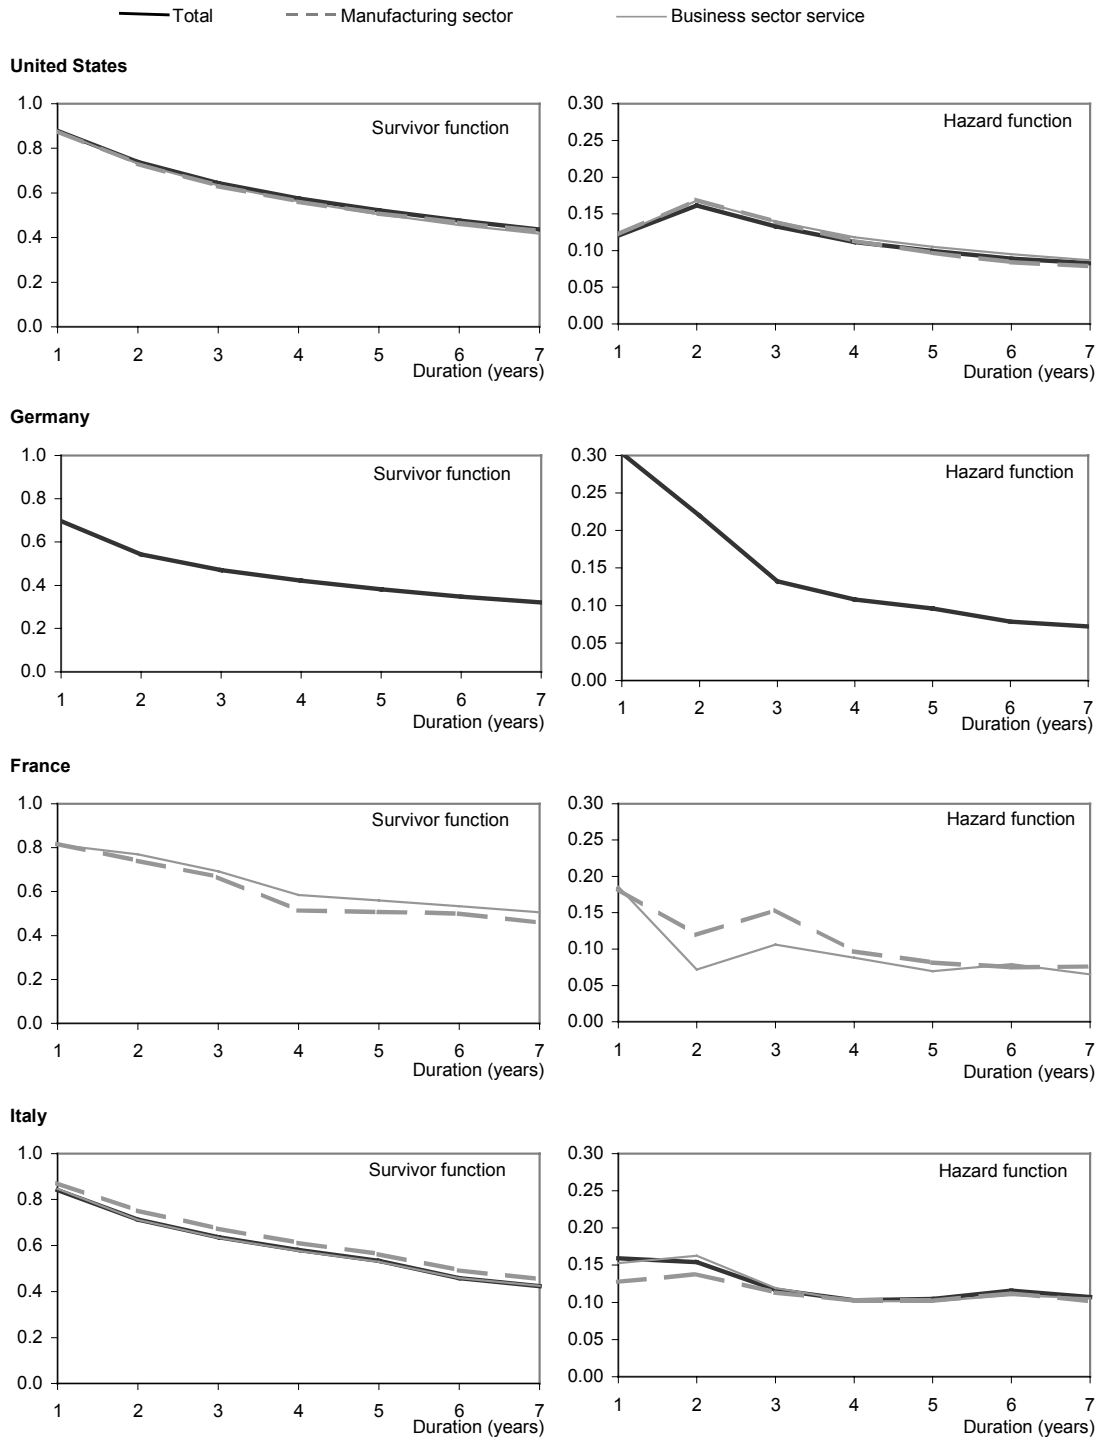 Total Manufacturing sector Business sector service
United States
1.0 0.30
Survivor function Hazard function
0.25
0.8
0.20
0.6
0.15
0.4
0.10
0.2
0.05
0.0 0.00
1 2 3 4 5 6 7 1 2 3 4 5 6 7
Duration (years) Duration (years)
Germany
1.0 0.30
Survivor function Hazard function
0.8 0.25
0.20
0.6
0.15
0.4
0.10
0.2
0.05
0.0 0.00
1 2 3 4 5 6 7 1 2 3 4 5 6 7
Duration (years) Duration (years)
France
1.0 0.30
Survivor function Hazard function
0.25
0.8
0.20
0.6
0.15
0.4
0.10
0.2
0.05
0.0 0.00
1 2 3 4 5 6 7 1 2 3 4 5 6 7
Duration (years) Duration (years)
Italy
1.0 0.30
Survivor function Hazard function
0.25
0.8
0.20
0.6
0.15
0.4
0.10
0.2
0.05
0.0 0.00
1 2 3 4 5 6 7 1 2 3 4 5 6 7
Duration (years) Duration (years)